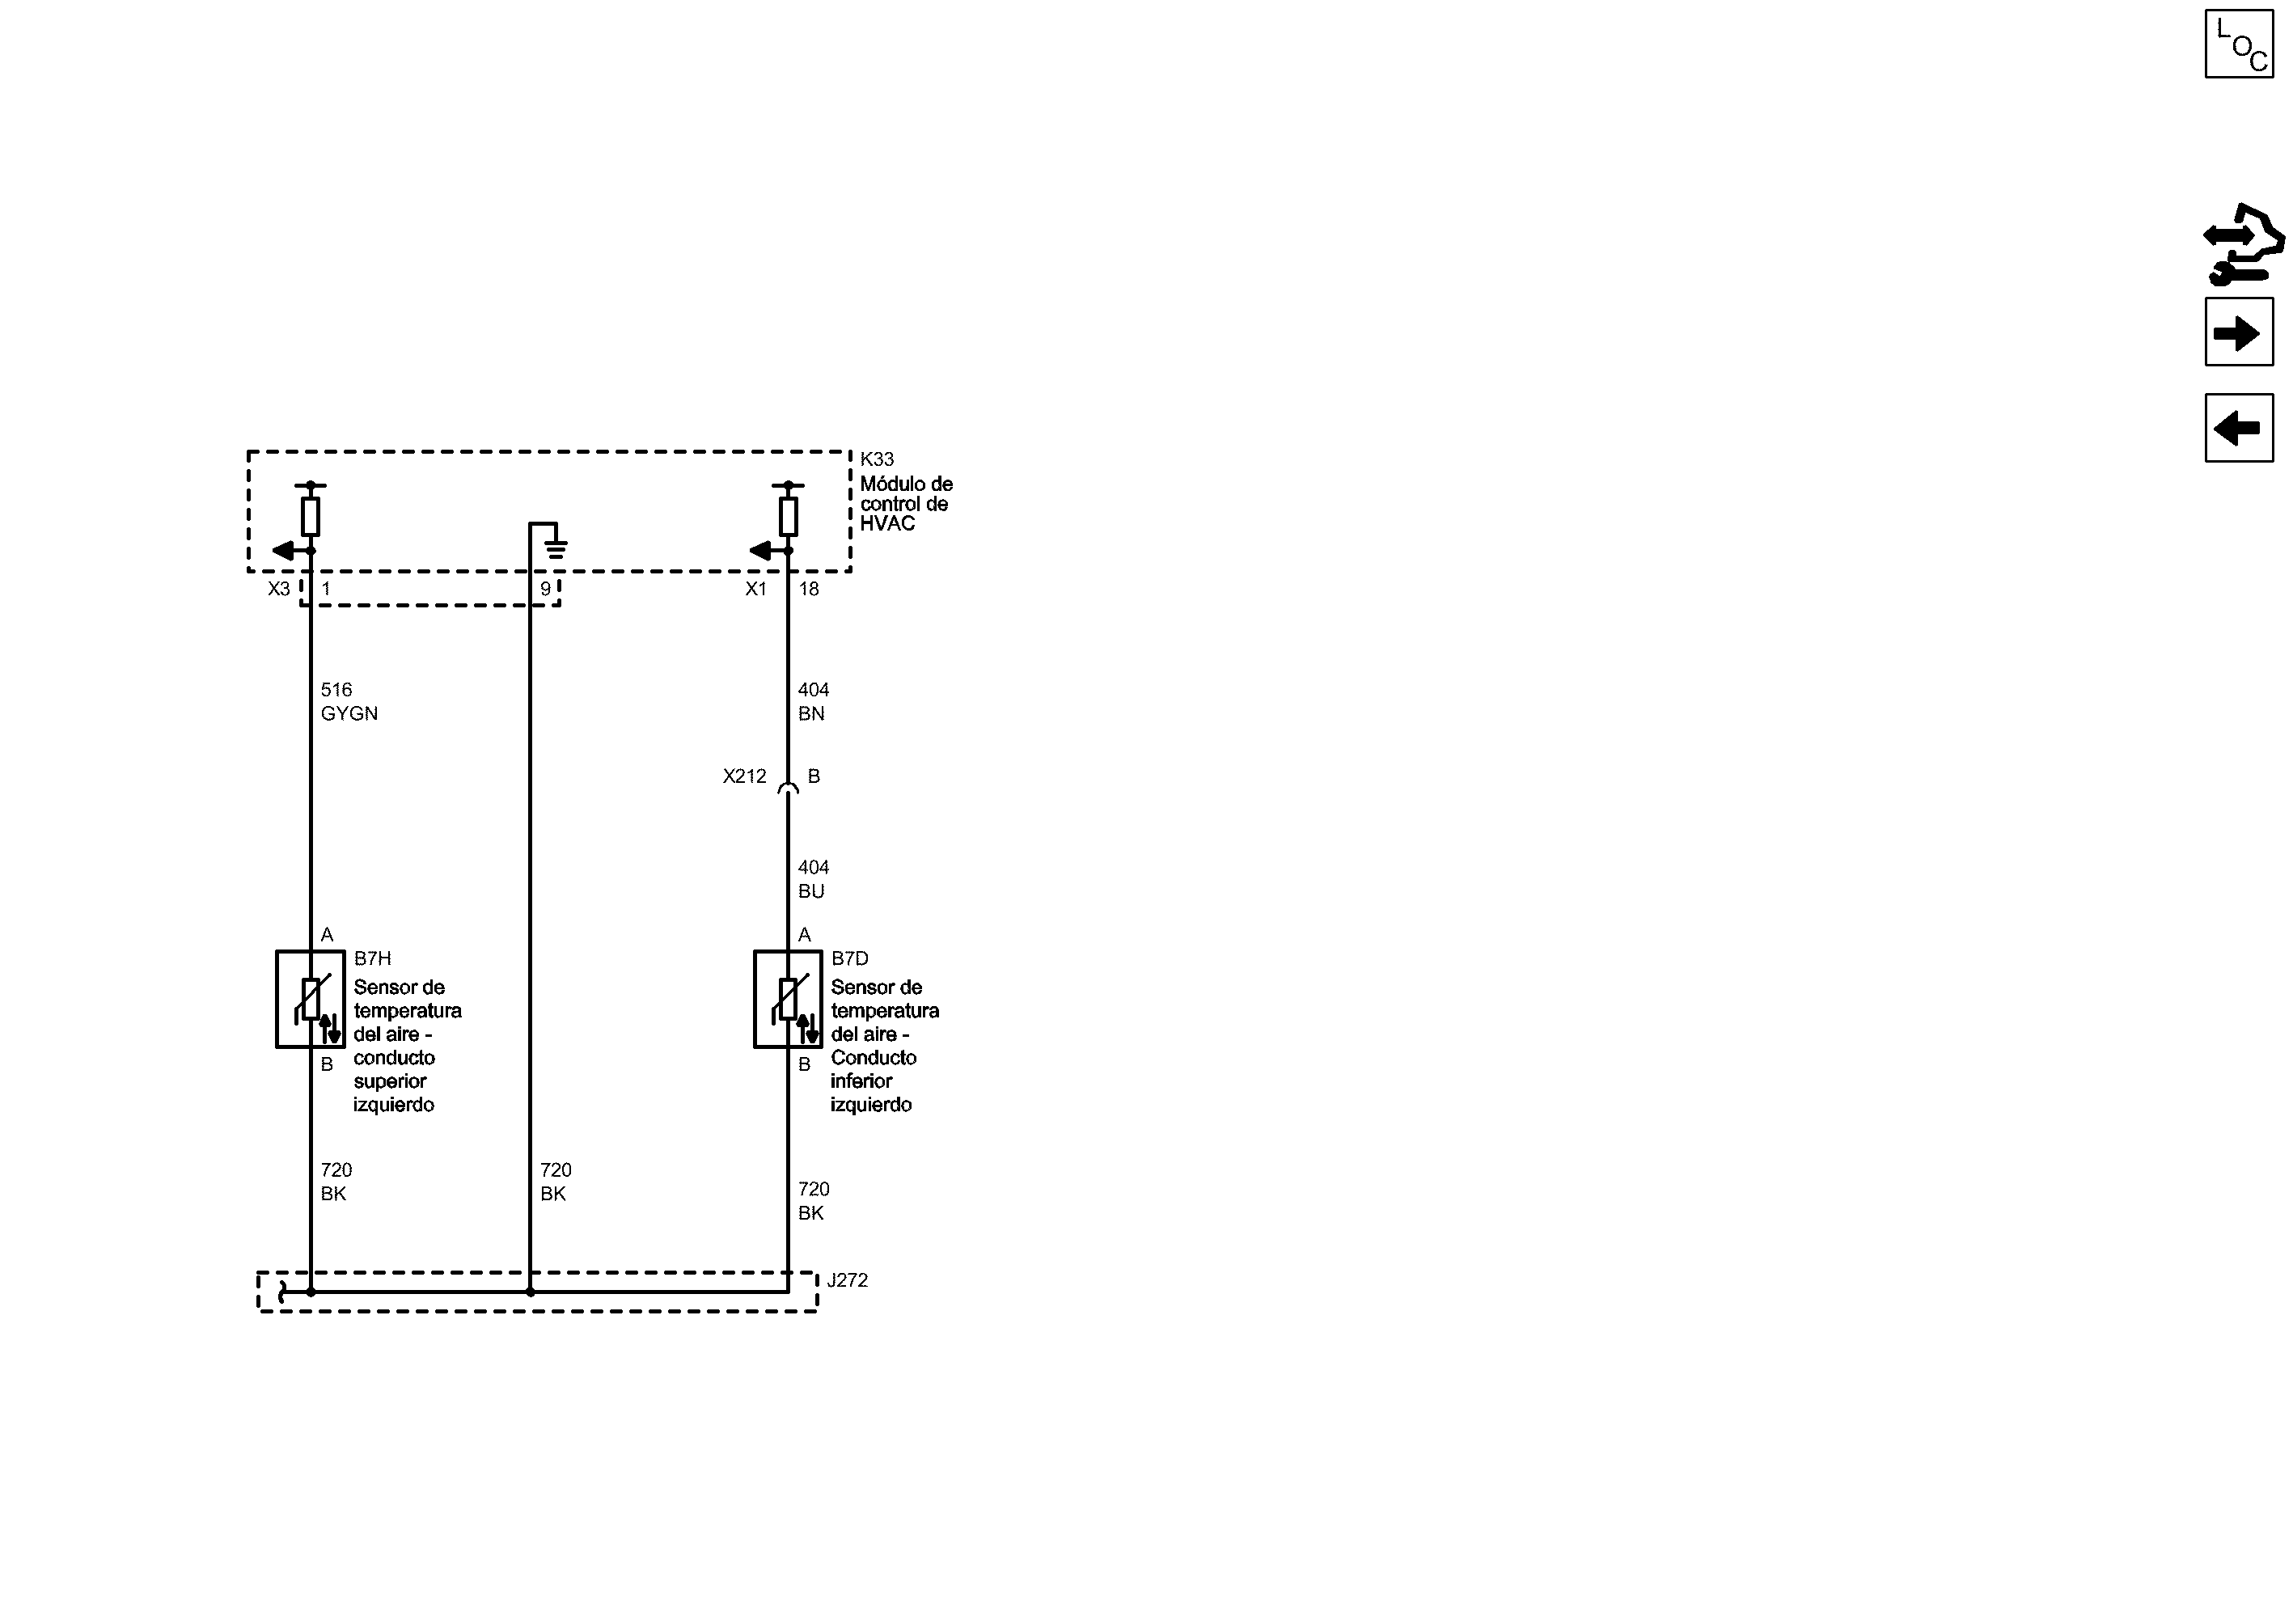 LOC
K33
Módulo de
control de
HVAC
X3 1 9 X1 18
516
GYGN
404
BN
X212 B
404
BU
A
B7H
Sensor de
temperatura
del aire -
conducto
superior
izquierdo
B
A
B7D
Sensor de
temperatura
del aire -
Conducto
inferior
izquierdo
B
720
BK
720
BK
720
BK
J272